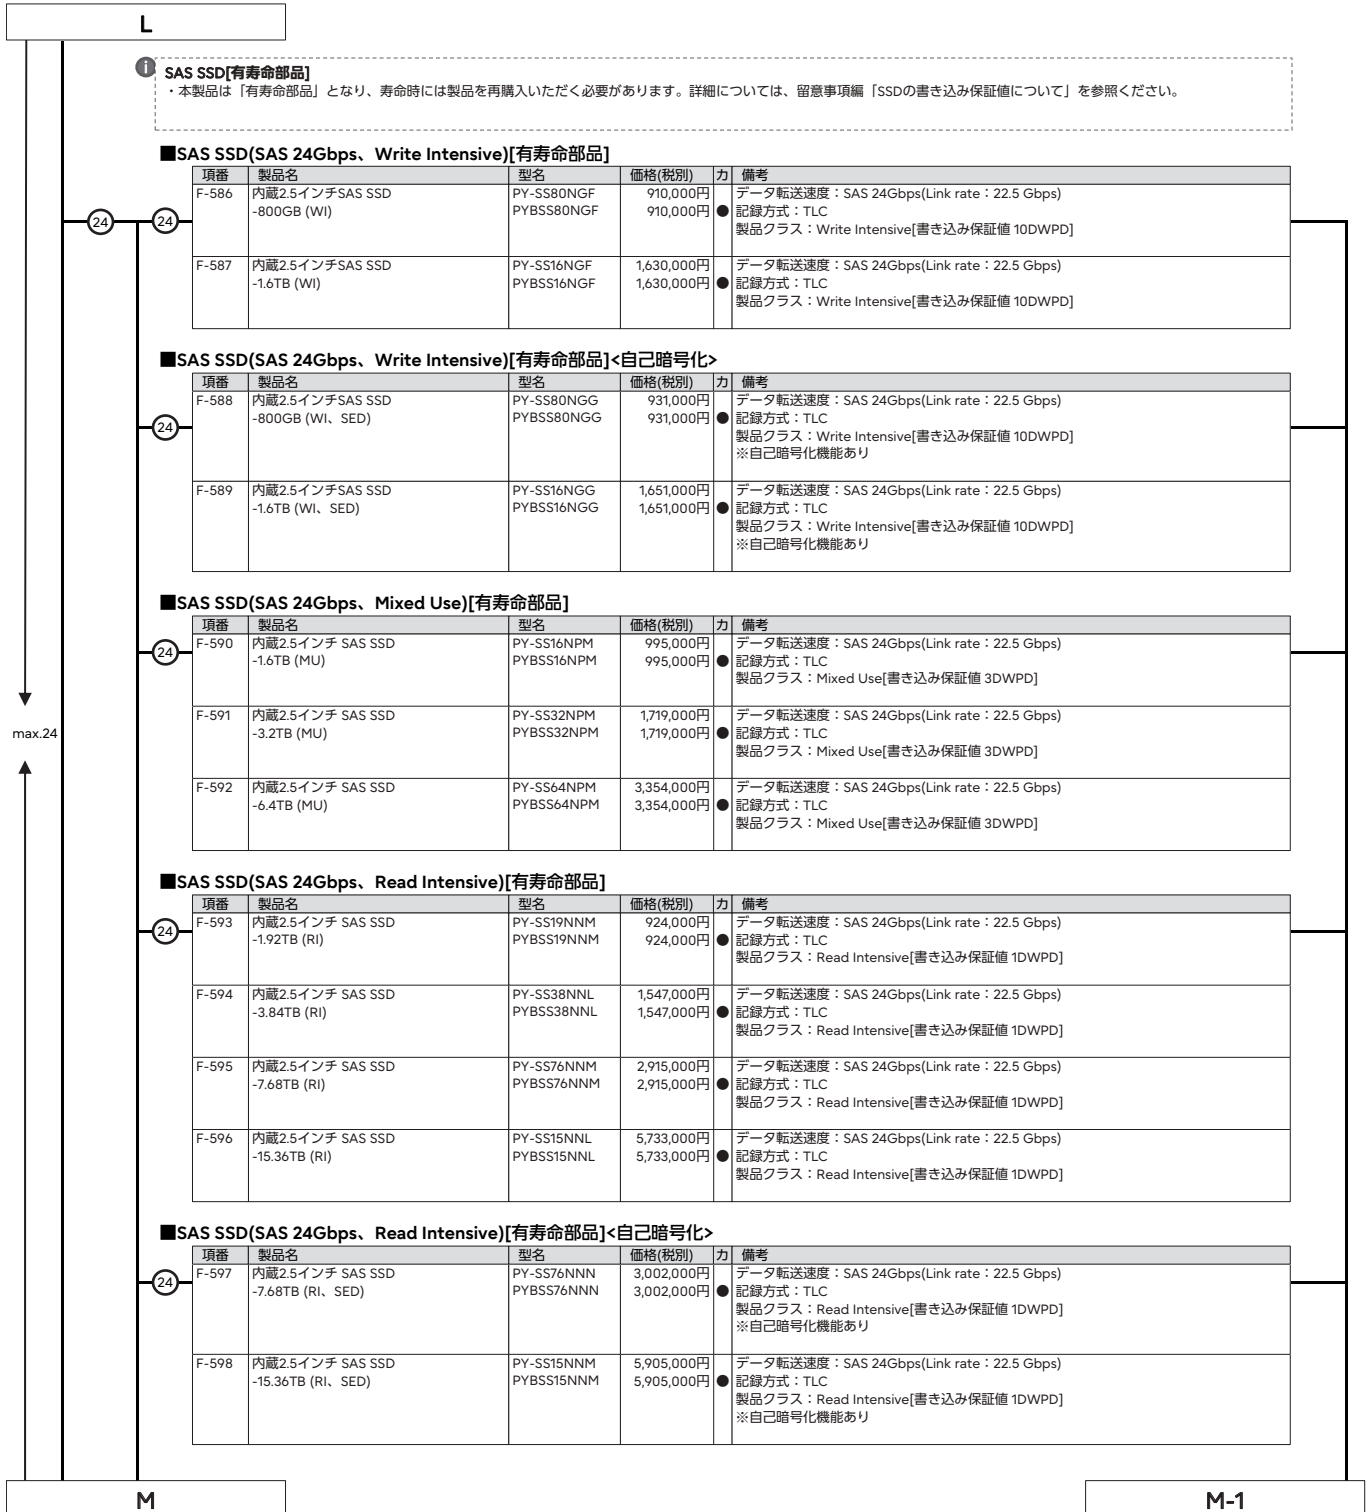 L
i
SAS SSD[有寿命部品]
・本製品は「有寿命部品」となり、寿命時には製品を再購入いただく必要があります。詳細については、留意事項編「SSDの書き込み保証値について」を参照ください。
■SAS SSD(SAS 24Gbps、Write Intensive)[有寿命部品]
項番 製品名 型名 価格(税別) カ 備考
F-586 内蔵2.5インチSAS SSD PY-SS80NGF 910,000円 データ転送速度：SAS 24Gbps(Link rate：22.5 Gbps)
-800GB (WI) PYBSS80NGF 910,000円 ● 記録方式：TLC
24 24
製品クラス：Write Intensive[書き込み保証値 10DWPD]
F-587 内蔵2.5インチSAS SSD PY-SS16NGF 1,630,000円 データ転送速度：SAS 24Gbps(Link rate：22.5 Gbps)
-1.6TB (WI) PYBSS16NGF 1,630,000円 ● 記録方式：TLC
製品クラス：Write Intensive[書き込み保証値 10DWPD]
■SAS SSD(SAS 24Gbps、Write Intensive)[有寿命部品]<自己暗号化>
項番 製品名 型名 価格(税別) カ 備考
F-588 内蔵2.5インチSAS SSD PY-SS80NGG 931,000円 データ転送速度：SAS 24Gbps(Link rate：22.5 Gbps)
-800GB (WI、SED) PYBSS80NGG 931,000円 ● 記録方式：TLC
24
製品クラス：Write Intensive[書き込み保証値 10DWPD]
※自己暗号化機能あり
F-589 内蔵2.5インチSAS SSD PY-SS16NGG 1,651,000円 データ転送速度：SAS 24Gbps(Link rate：22.5 Gbps)
-1.6TB (WI、SED) PYBSS16NGG 1,651,000円 ● 記録方式：TLC
製品クラス：Write Intensive[書き込み保証値 10DWPD]
※自己暗号化機能あり
■SAS SSD(SAS 24Gbps、Mixed Use)[有寿命部品]
項番 製品名 型名 価格(税別) カ 備考
F-590 内蔵2.5インチ SAS SSD PY-SS16NPM 995,000円 データ転送速度：SAS 24Gbps(Link rate：22.5 Gbps)
24
-1.6TB (MU) PYBSS16NPM 995,000円 ● 記録方式：TLC
製品クラス：Mixed Use[書き込み保証値 3DWPD]
F-591 内蔵2.5インチ SAS SSD PY-SS32NPM 1,719,000円 データ転送速度：SAS 24Gbps(Link rate：22.5 Gbps)
max.24
-3.2TB (MU) PYBSS32NPM 1,719,000円 ● 記録方式：TLC
製品クラス：Mixed Use[書き込み保証値 3DWPD]
F-592 内蔵2.5インチ SAS SSD PY-SS64NPM 3,354,000円 データ転送速度：SAS 24Gbps(Link rate：22.5 Gbps)
-6.4TB (MU) PYBSS64NPM 3,354,000円 ● 記録方式：TLC
製品クラス：Mixed Use[書き込み保証値 3DWPD]
■SAS SSD(SAS 24Gbps、Read Intensive)[有寿命部品]
項番 製品名 型名 価格(税別) カ 備考
F-593 内蔵2.5インチ SAS SSD PY-SS19NNM 924,000円 データ転送速度：SAS 24Gbps(Link rate：22.5 Gbps)
24
-1.92TB (RI) PYBSS19NNM 924,000円 ● 記録方式：TLC
製品クラス：Read Intensive[書き込み保証値 1DWPD]
F-594 内蔵2.5インチ SAS SSD PY-SS38NNL 1,547,000円 データ転送速度：SAS 24Gbps(Link rate：22.5 Gbps)
-3.84TB (RI) PYBSS38NNL 1,547,000円 ● 記録方式：TLC
製品クラス：Read Intensive[書き込み保証値 1DWPD]
F-595 内蔵2.5インチ SAS SSD PY-SS76NNM 2,915,000円 データ転送速度：SAS 24Gbps(Link rate：22.5 Gbps)
-7.68TB (RI) PYBSS76NNM 2,915,000円 ● 記録方式：TLC
製品クラス：Read Intensive[書き込み保証値 1DWPD]
F-596 内蔵2.5インチ SAS SSD PY-SS15NNL 5,733,000円 データ転送速度：SAS 24Gbps(Link rate：22.5 Gbps)
-15.36TB (RI) PYBSS15NNL 5,733,000円 ● 記録方式：TLC
製品クラス：Read Intensive[書き込み保証値 1DWPD]
■SAS SSD(SAS 24Gbps、Read Intensive)[有寿命部品]<自己暗号化>
項番 製品名 型名 価格(税別) カ 備考
F-597 内蔵2.5インチ SAS SSD PY-SS76NNN 3,002,000円 データ転送速度：SAS 24Gbps(Link rate：22.5 Gbps)
24
-7.68TB (RI、SED) PYBSS76NNN 3,002,000円 ● 記録方式：TLC
製品クラス：Read Intensive[書き込み保証値 1DWPD]
※自己暗号化機能あり
F-598 内蔵2.5インチ SAS SSD PY-SS15NNM 5,905,000円 データ転送速度：SAS 24Gbps(Link rate：22.5 Gbps)
-15.36TB (RI、SED) PYBSS15NNM 5,905,000円 ● 記録方式：TLC
製品クラス：Read Intensive[書き込み保証値 1DWPD]
※自己暗号化機能あり
M M-1